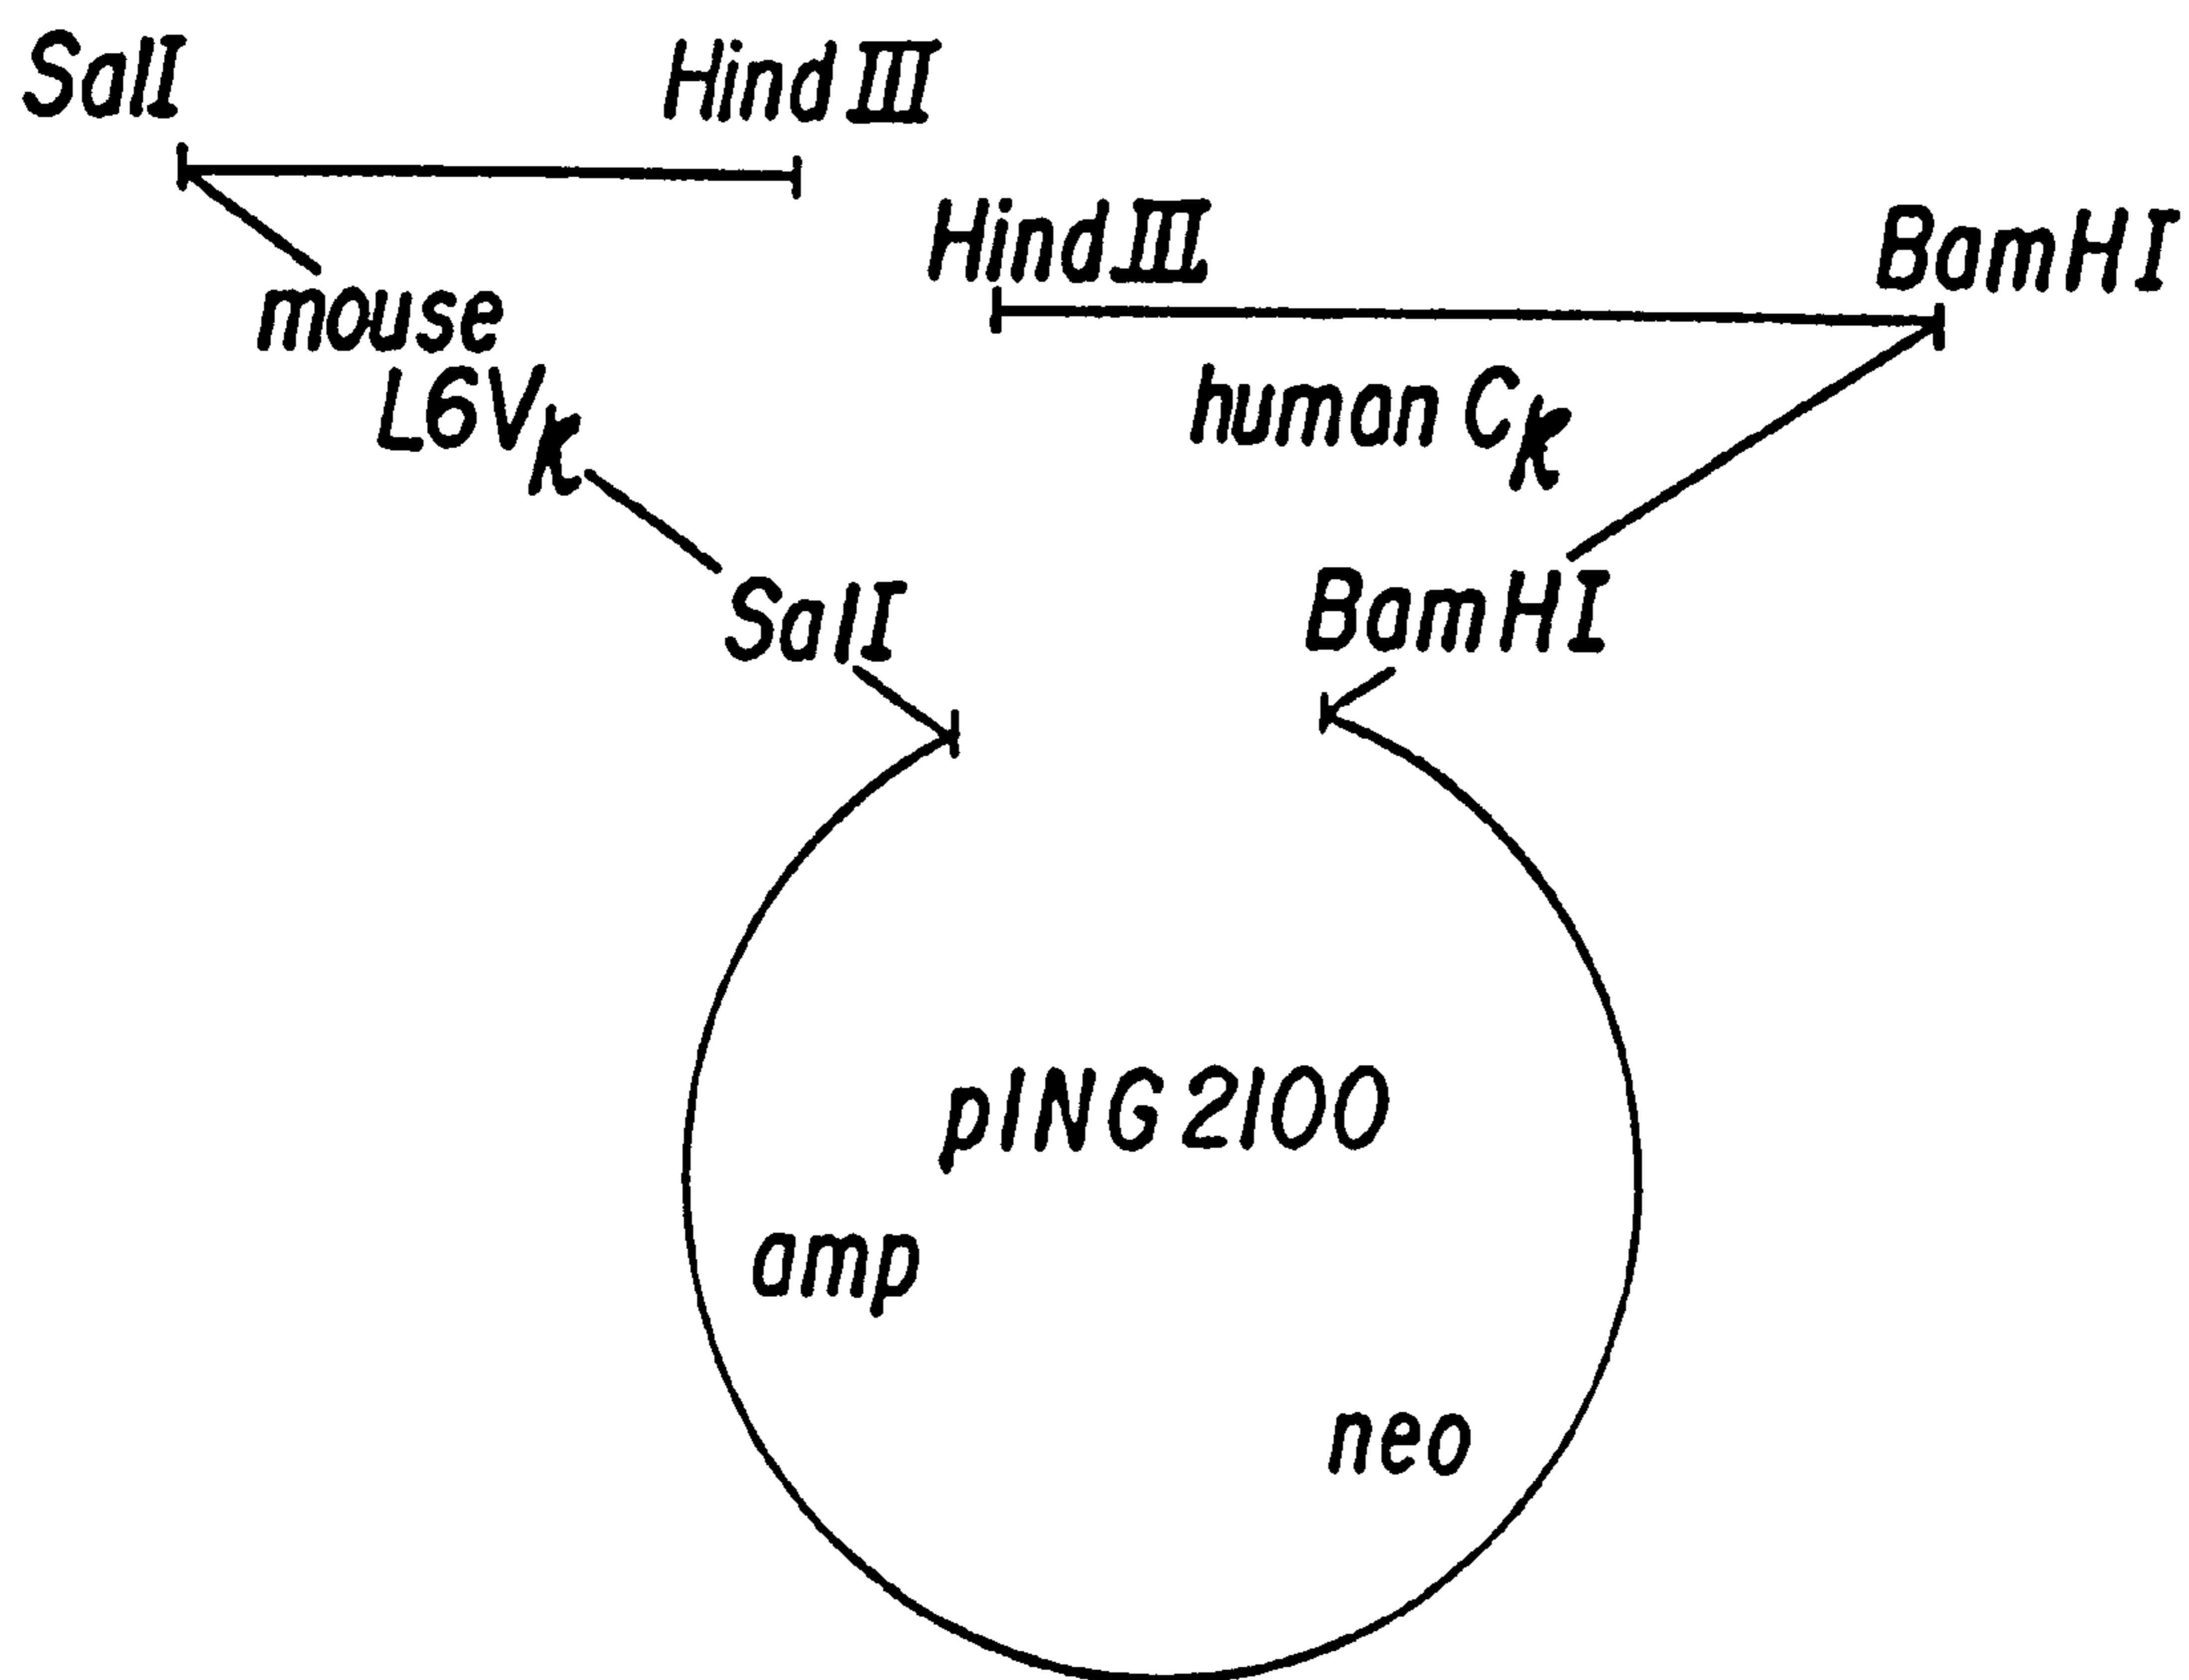 SalI
HindIII
HindIII
BamHI
mouse
L6Vκ
human Cκ
SalI
BamHI
pING2100
amp
neo